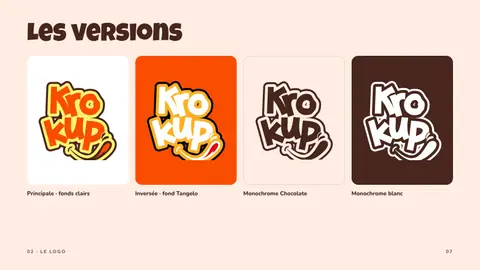 Les versions
Kro
kup
Kro
kup
Kro
kup
Kro
kup
Principale - fonds clairs
Inversée - fond Tangelo
Monochrome Chocolate
Monochrome blanc
02 - LE LOGO
07